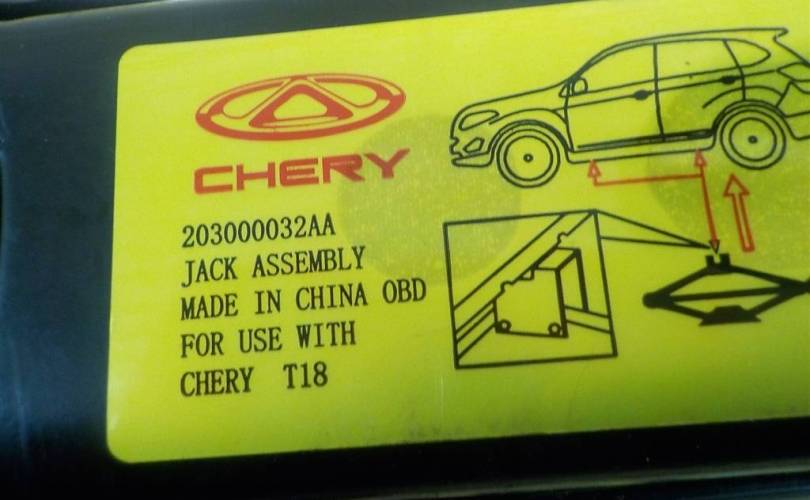 CHERY
203000032AA
JACK ASSEMBLY
MADE IN CHINA OBD
FOR USE WITH
CHERY T18